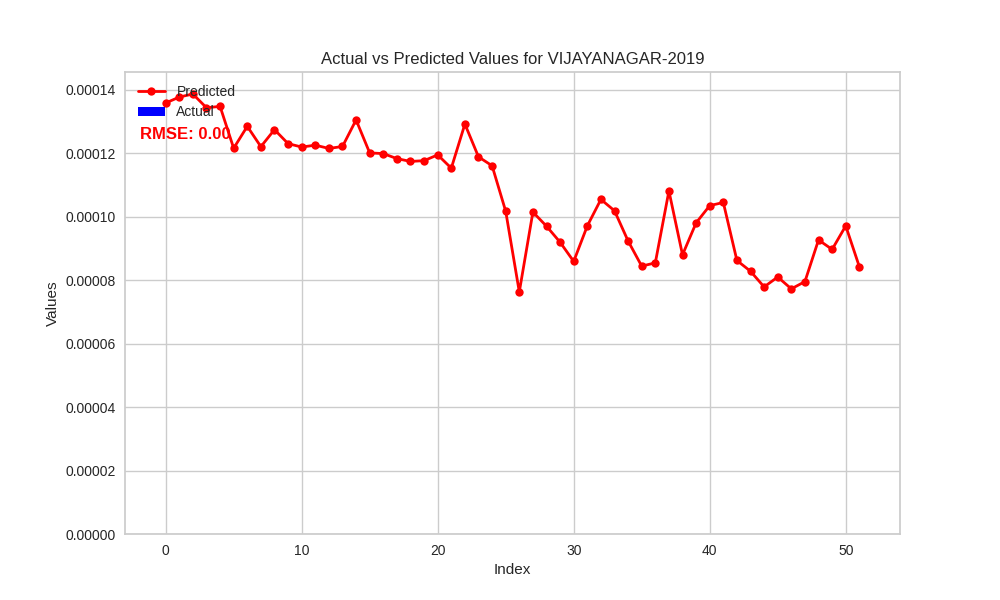 Actual vs Predicted Values for VIJAYANAGAR-2019
Predicted
Actual
RMSE: 0.00
0.00014
0.00012
0.00010
0.00008
0.00006
0.00004
0.00002
0.00000
Values
0 10 20 30 40 50
Index